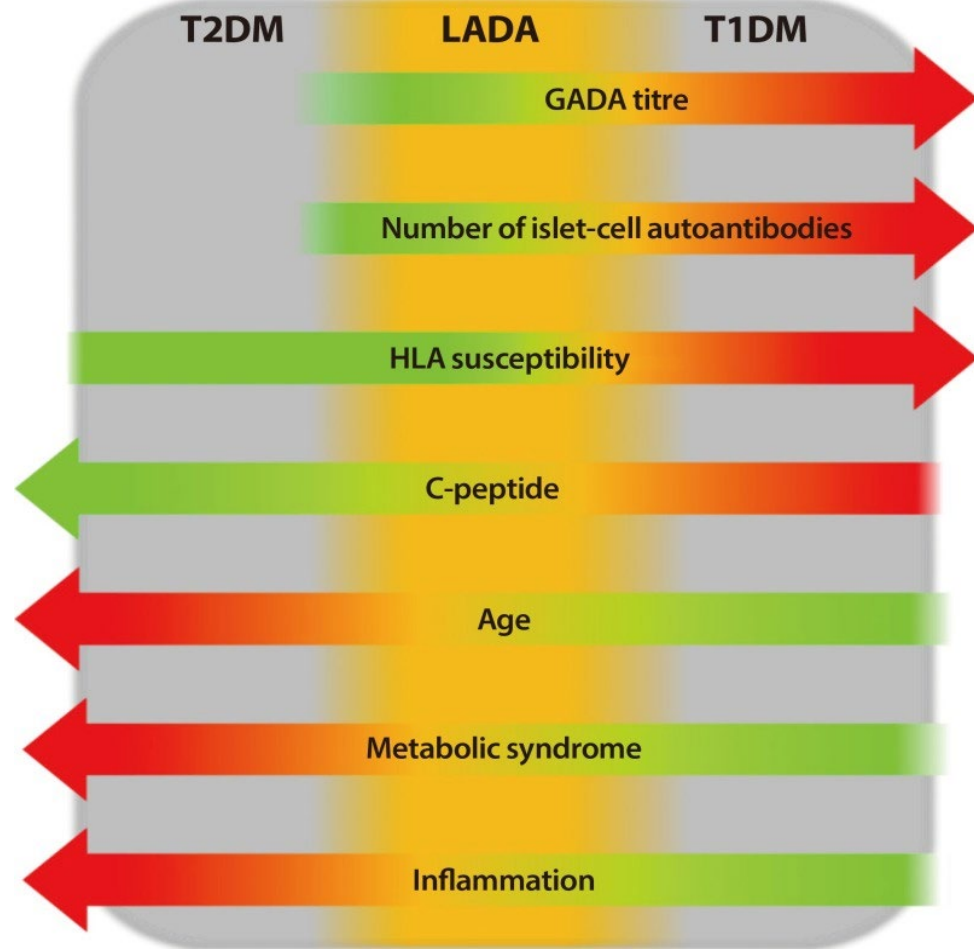 T2DM LADA T1DM
GADA titre
Number of islet-cell autoantibodies
HLA susceptibility
C-peptide
Age
Metabolic syndrome
Inflammation